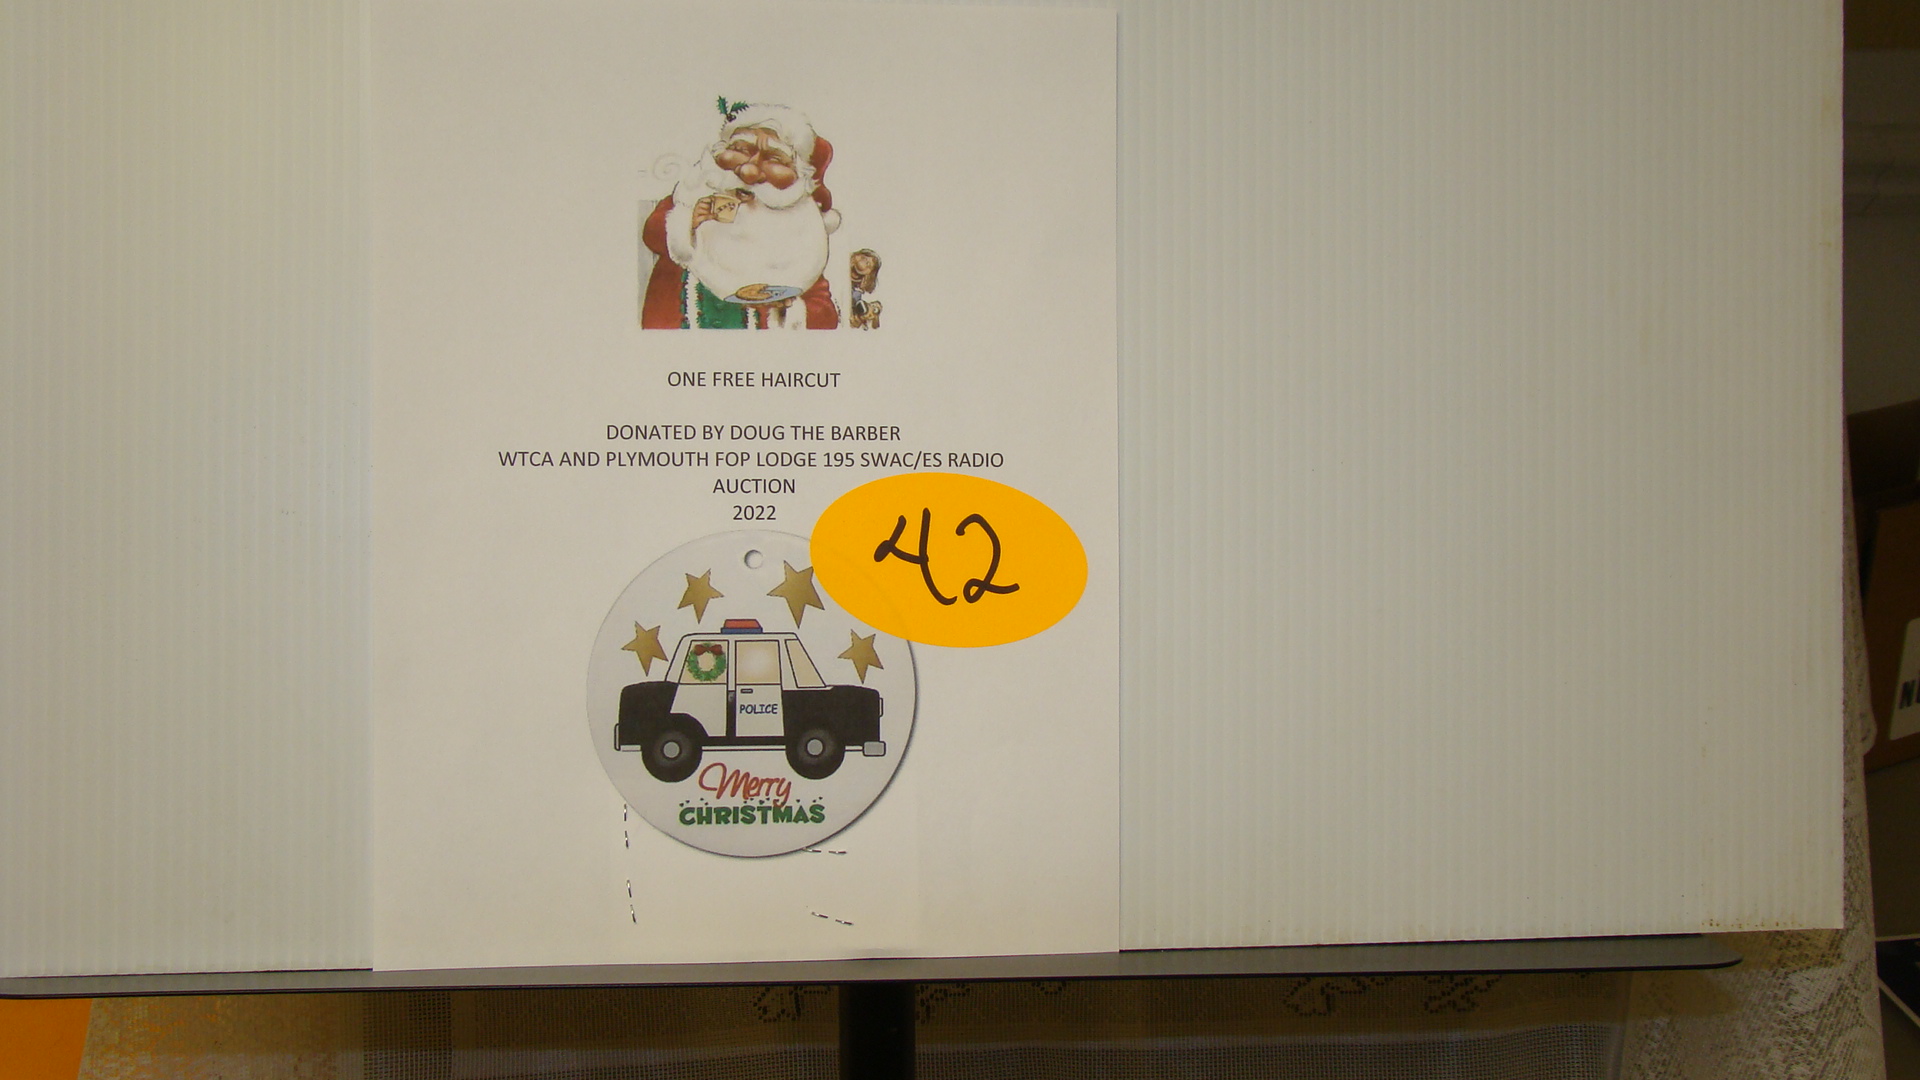 ONE FREE HAIRCUT
DONATED BY DOUG THE BARBER
WTCA AND PLYMOUTH FOP LODGE 195 SWAC/ES RADIO
AUCTION
2022
42
POLICE
Merry
CHRISTMAS